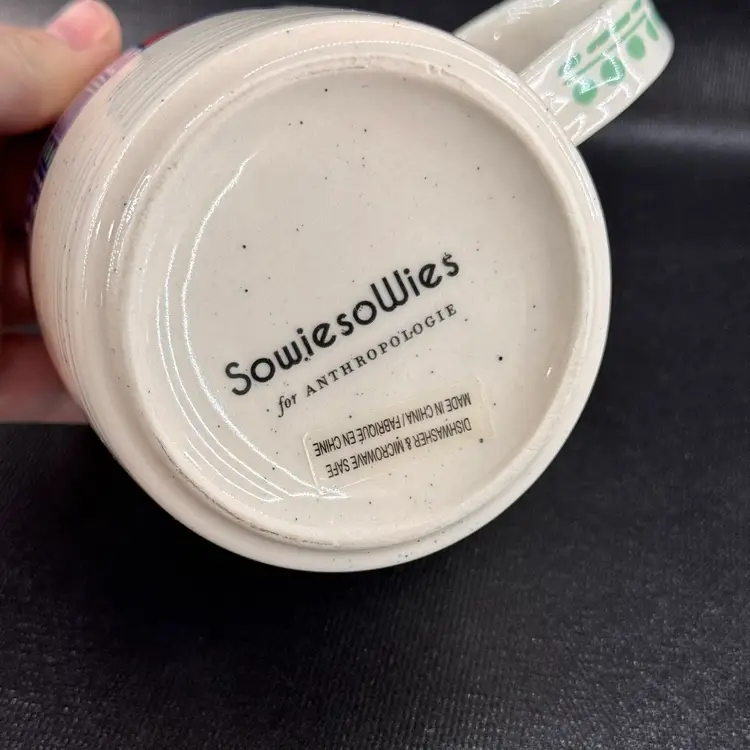 SowiesoWies
for ANTHROPOLOGIE
DISHWASHER & MICROWAVE SAFE
MADE IN CHINA / FABRIQUÉ EN CHINE